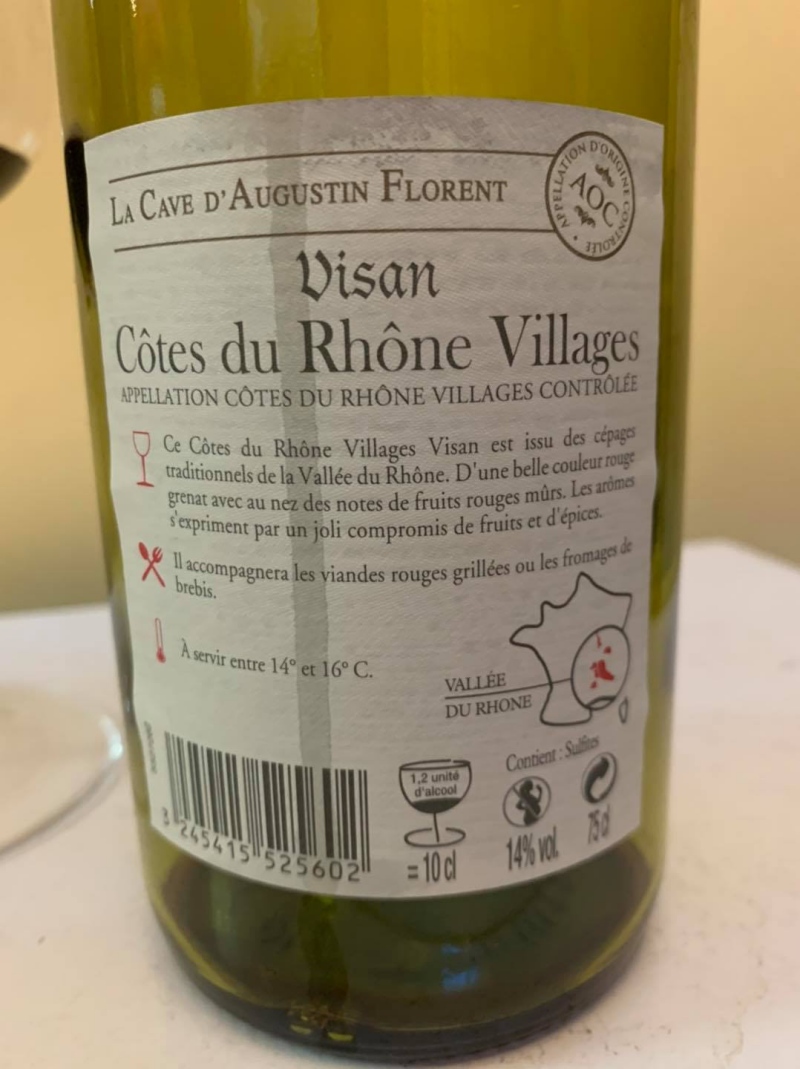 LA CAVE D'AUGUSTIN FLORENT
APPELLATION D'ORIGINE CONTRÔLÉE
AOC
Visan
Côtes du Rhône Villages
APPELLATION CÔTES DU RHÔNE VILLAGES CONTRÔLÉE
Ce Côtes du Rhône Villages Visan est issu des cépages
traditionnels de la Vallée du Rhône. D'une belle couleur rouge
grenat avec au nez des notes de fruits rouges mûrs. Les arômes
s'expriment par un joli compromis de fruits et d'épices.
Il accompagnera les viandes rouges grillées ou les fromages de
brebis.
À servir entre 14° et 16° C.
VALLÉE
DU RHONE
1,2 unité
d'alcool
= 10 cl
Contient : Sulfites
14% vol.
75 cl
3 245415 525602